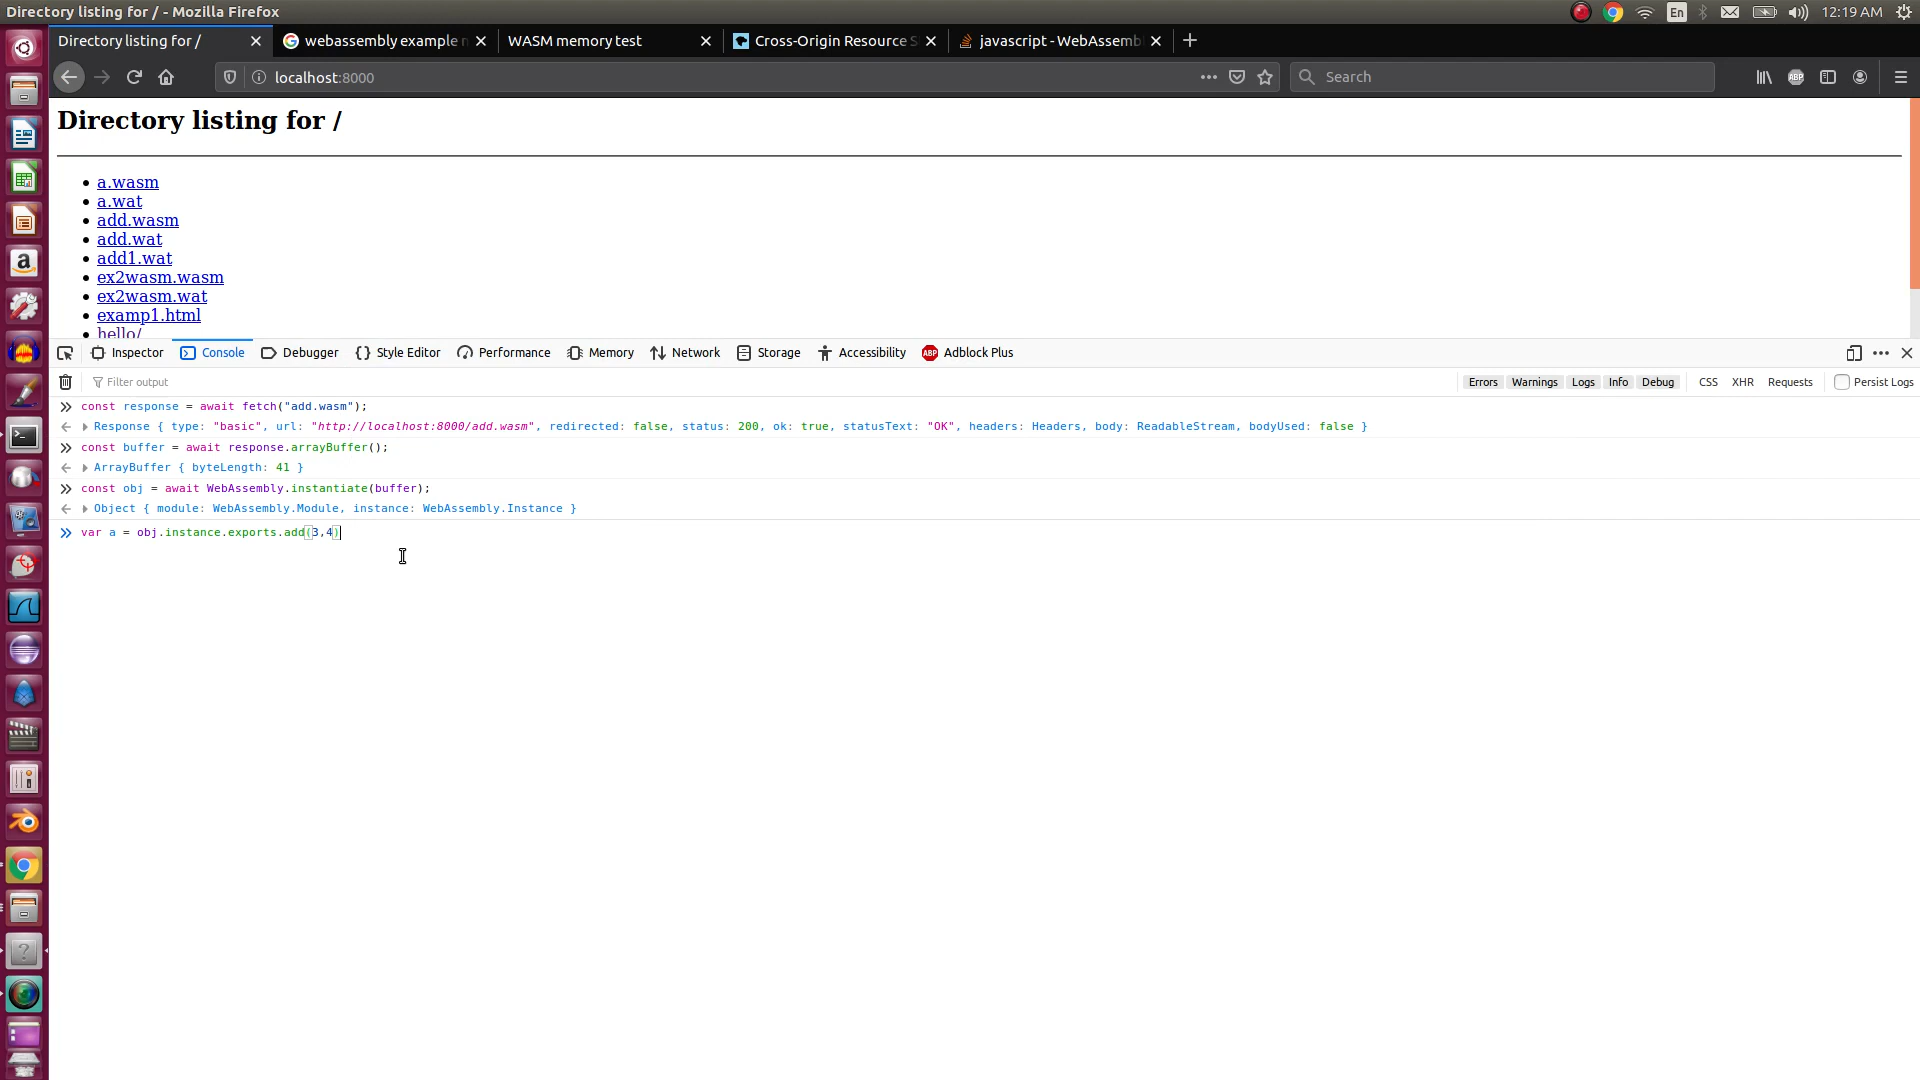 Directory listing for / - Mozilla Firefox
En
12:19 AM
Directory listing for /
webassembly example n
WASM memory test
Cross-Origin Resource S
javascript - WebAssemb
localhost:8000
Search
ABP
Directory listing for /
a.wasm
a.wat
add.wasm
add.wat
add1.wat
ex2wasm.wasm
ex2wasm.wat
examp1.html
hello/
Inspector Console Debugger Style Editor Performance Memory Network Storage Accessibility ABP Adblock Plus
Filter output
Errors Warnings Logs Info Debug CSS XHR Requests Persist Logs
const response = await fetch("add.wasm");
Response { type: "basic", url: "http://localhost:8000/add.wasm", redirected: false, status: 200, ok: true, statusText: "OK", headers: Headers, body: ReadableStream, bodyUsed: false }
const buffer = await response.arrayBuffer();
ArrayBuffer { byteLength: 41 }
const obj = await WebAssembly.instantiate(buffer);
Object { module: WebAssembly.Module, instance: WebAssembly.Instance }
var a = obj.instance.exports.add(3,4)